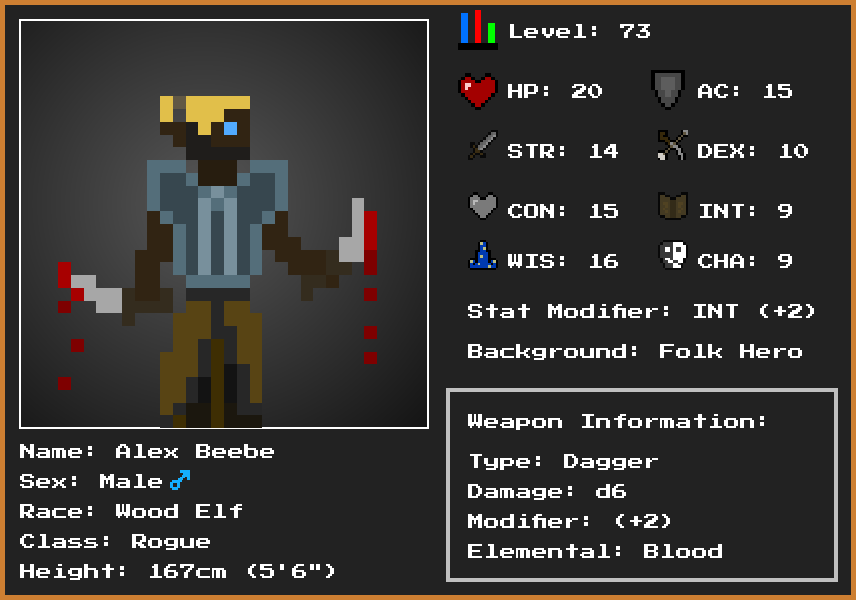 Level: 73
HP: 20 AC: 15
STR: 14 DEX: 10
CON: 15 INT: 9
WIS: 16 CHA: 9
Stat Modifier: INT (+2)
Background: Folk Hero
Weapon Information:
Type: Dagger
Damage: d6
Modifier: (+2)
Elemental: Blood
Name: Alex Beebe
Sex: Male ♂
Race: Wood Elf
Class: Rogue
Height: 167cm (5'6")